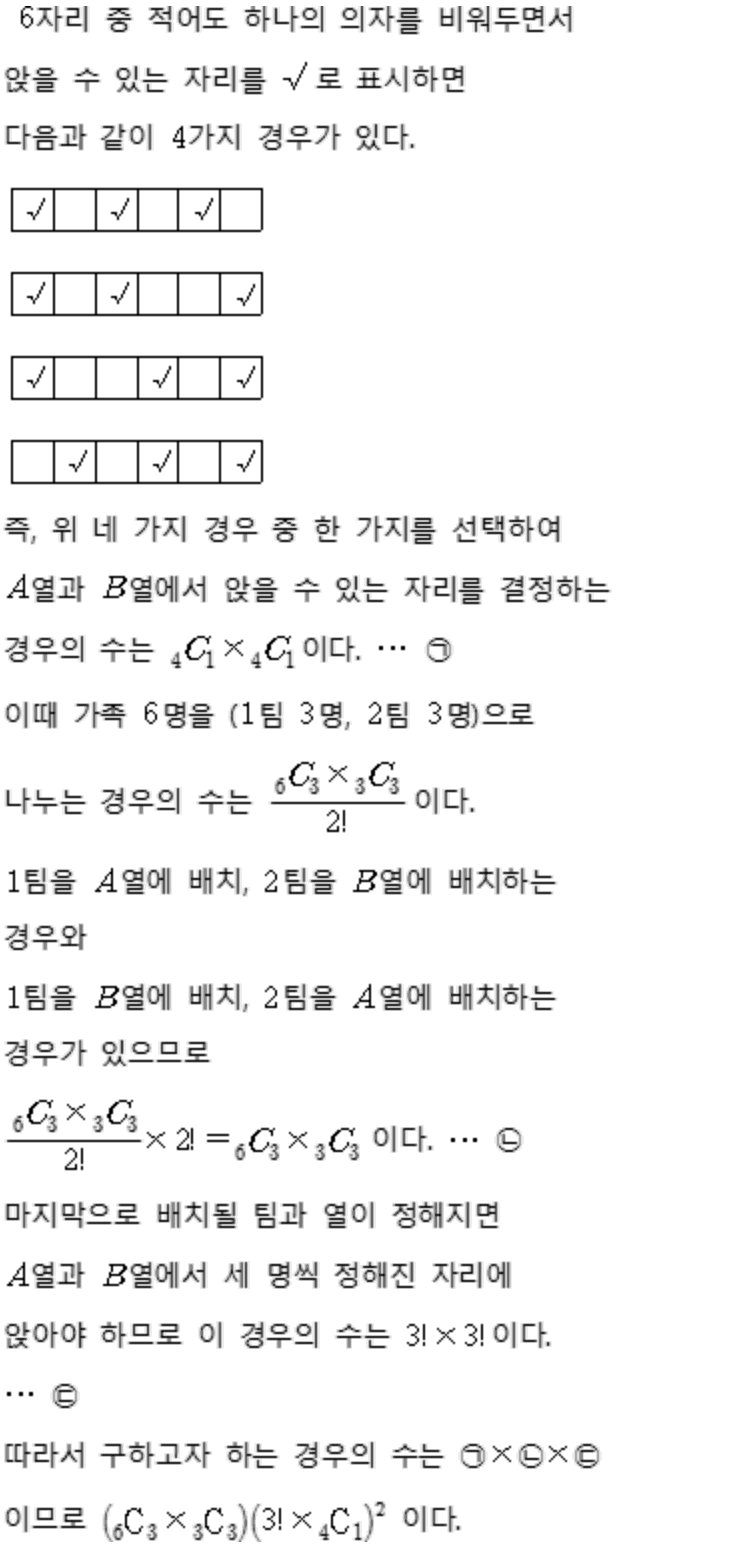 6자리 중 적어도 하나의 의자를 비워두면서
앉을 수 있는 자리를 √로 표시하면
다음과 같이 4가지 경우가 있다.
√ √ √
√ √ √
√ √ √
√ √ √
즉, 위 네 가지 경우 중 한 가지를 선택하여
A열과 B열에서 앉을 수 있는 자리를 결정하는
경우의 수는 ₄C₁×₄C₁이다. … ㉠
이때 가족 6명을 (1팀 3명, 2팀 3명)으로
나누는 경우의 수는 (₆C₃×₃C₃)/2! 이다.
1팀을 A열에 배치, 2팀을 B열에 배치하는
경우와
1팀을 B열에 배치, 2팀을 A열에 배치하는
경우가 있으므로
(₆C₃×₃C₃)/2! × 2! = ₆C₃×₃C₃ 이다. … ㉡
마지막으로 배치될 팀과 열이 정해지면
A열과 B열에서 세 명씩 정해진 자리에
앉아야 하므로 이 경우의 수는 3!×3!이다.
… ㉢
따라서 구하고자 하는 경우의 수는 ㉠×㉡×㉢
이므로 (₆C₃×₃C₃)(3!×₄C₁)² 이다.